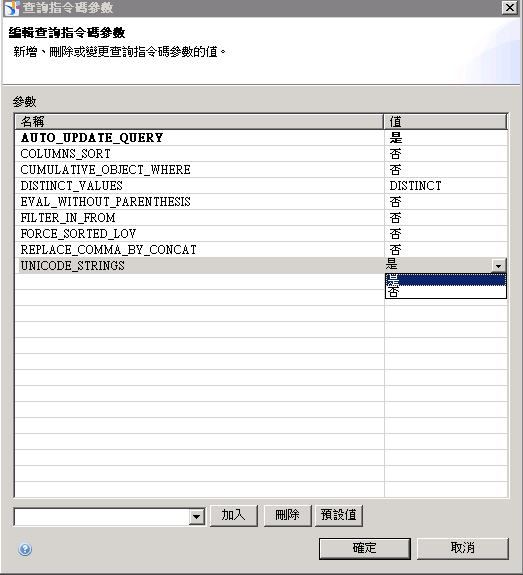 查詢指令碼參數
編輯查詢指令碼參數
新增、刪除或變更查詢指令碼參數的值。
參數
名稱 值
AUTO_UPDATE_QUERY 是
COLUMNS_SORT 否
CUMULATIVE_OBJECT_WHERE 否
DISTINCT_VALUES DISTINCT
EVAL_WITHOUT_PARENTHESIS 否
FILTER_IN_FROM 否
FORCE_SORTED_LOV 否
REPLACE_COMMA_BY_CONCAT 否
UNICODE_STRINGS 是
是
否
加入 刪除 預設值
確定 取消